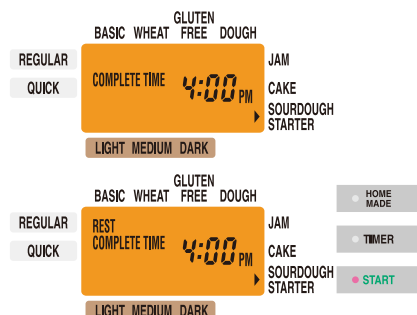 GLUTEN
BASIC WHEAT FREE DOUGH
REGULAR
JAM
COMPLETE TIME 4:00 PM
QUICK
CAKE
SOURDOUGH
STARTER
LIGHT MEDIUM DARK
GLUTEN
BASIC WHEAT FREE DOUGH
HOME
MADE
REGULAR
REST
JAM
COMPLETE TIME 4:00 PM
TIMER
QUICK
CAKE
SOURDOUGH
STARTER
START
LIGHT MEDIUM DARK